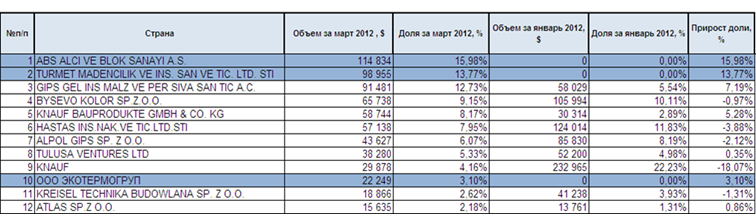 №п/п Страна Объем за март 2012 , $ Доля за март 2012, % Объем за январь 2012, $ Доля за январь 2012, % Прирост доли, %
1 ABS ALCI VE BLOK SANAYI A.S. 114 834 15,98% 0 0,00% 15,98%
2 TURMET MADENCILIK VE INS. SAN VE TIC. LTD. STI 98 955 13,77% 0 0,00% 13,77%
3 GIPS GEL INS MALZ VE PER SIVA SAN TIC A.C. 91 481 12,73% 58 029 5,54% 7,19%
4 BYSEVO KOLOR SP.Z.O.O. 65 738 9,15% 105 994 10,11% -0,97%
5 KNAUF BAUPRODUKTE GMBH & CO. KG 58 744 8,17% 30 314 2,89% 5,28%
6 HASTAS INS.NAK.VE TIC.LTD.STI 57 138 7,95% 124 014 11,83% -3,88%
7 ALPOL GIPS SP. Z O.O. 43 627 6,07% 85 830 8,19% -2,12%
8 TULUSA VENTURES LTD 38 280 5,33% 52 200 4,98% 0,35%
9 KNAUF 29 878 4,16% 232 965 22,23% -18,07%
10 ООО ЭКОТЕРМОГРУП 22 249 3,10% 0 0,00% 3,10%
11 KREISEL TECHNIKA BUDOWLANA SP. Z O.O. 18 866 2,62% 41 238 3,93% -1,31%
12 ATLAS SP.Z O.O. 15 635 2,18% 13 761 1,31% 0,86%